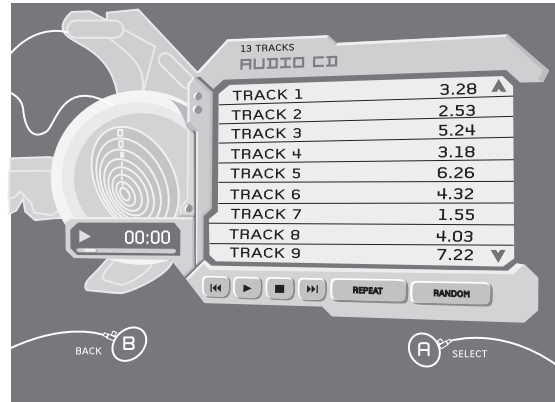 13 TRACKS
AUDIO CD
TRACK 1 3.28
TRACK 2 2.53
TRACK 3 5.24
TRACK 4 3.18
TRACK 5 6.26
TRACK 6 4.32
TRACK 7 1.55
TRACK 8 4.03
TRACK 9 7.22
00:00
REPEAT
RANDOM
BACK B
A SELECT